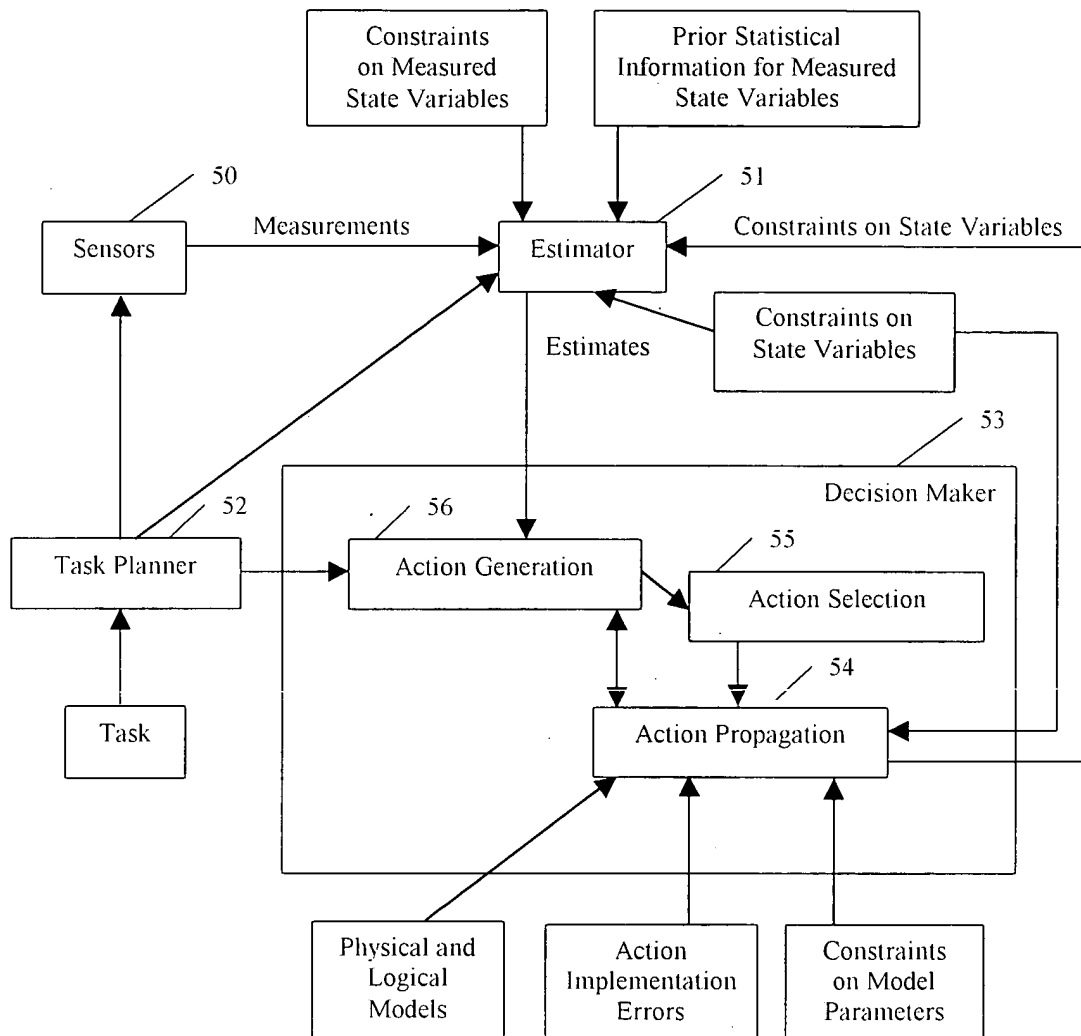 Constraints
on Measured
State Variables
Prior Statistical
Information for Measured
State Variables
50
51
Sensors
Measurements
Estimator
Constraints on State Variables
Constraints on
State Variables
Estimates
53
Decision Maker
52
56
55
Task Planner
Action Generation
Action Selection
54
Task
Action Propagation
Physical and
Logical
Models
Action
Implementation
Errors
Constraints
on Model
Parameters